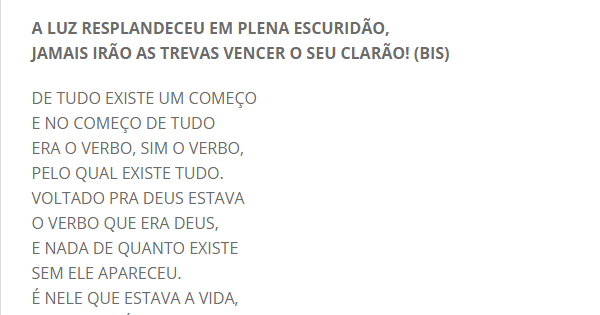 A LUZ RESPLANDECEU EM PLENA ESCURIDÃO,
JAMAIS IRÃO AS TREVAS VENCER O SEU CLARÃO! (BIS)
DE TUDO EXISTE UM COMEÇO
E NO COMEÇO DE TUDO
ERA O VERBO, SIM O VERBO,
PELO QUAL EXISTE TUDO.
VOLTADO PRA DEUS ESTAVA
O VERBO QUE ERA DEUS,
E NADA DE QUANTO EXISTE
SEM ELE APARECEU.
É NELE QUE ESTAVA A VIDA,